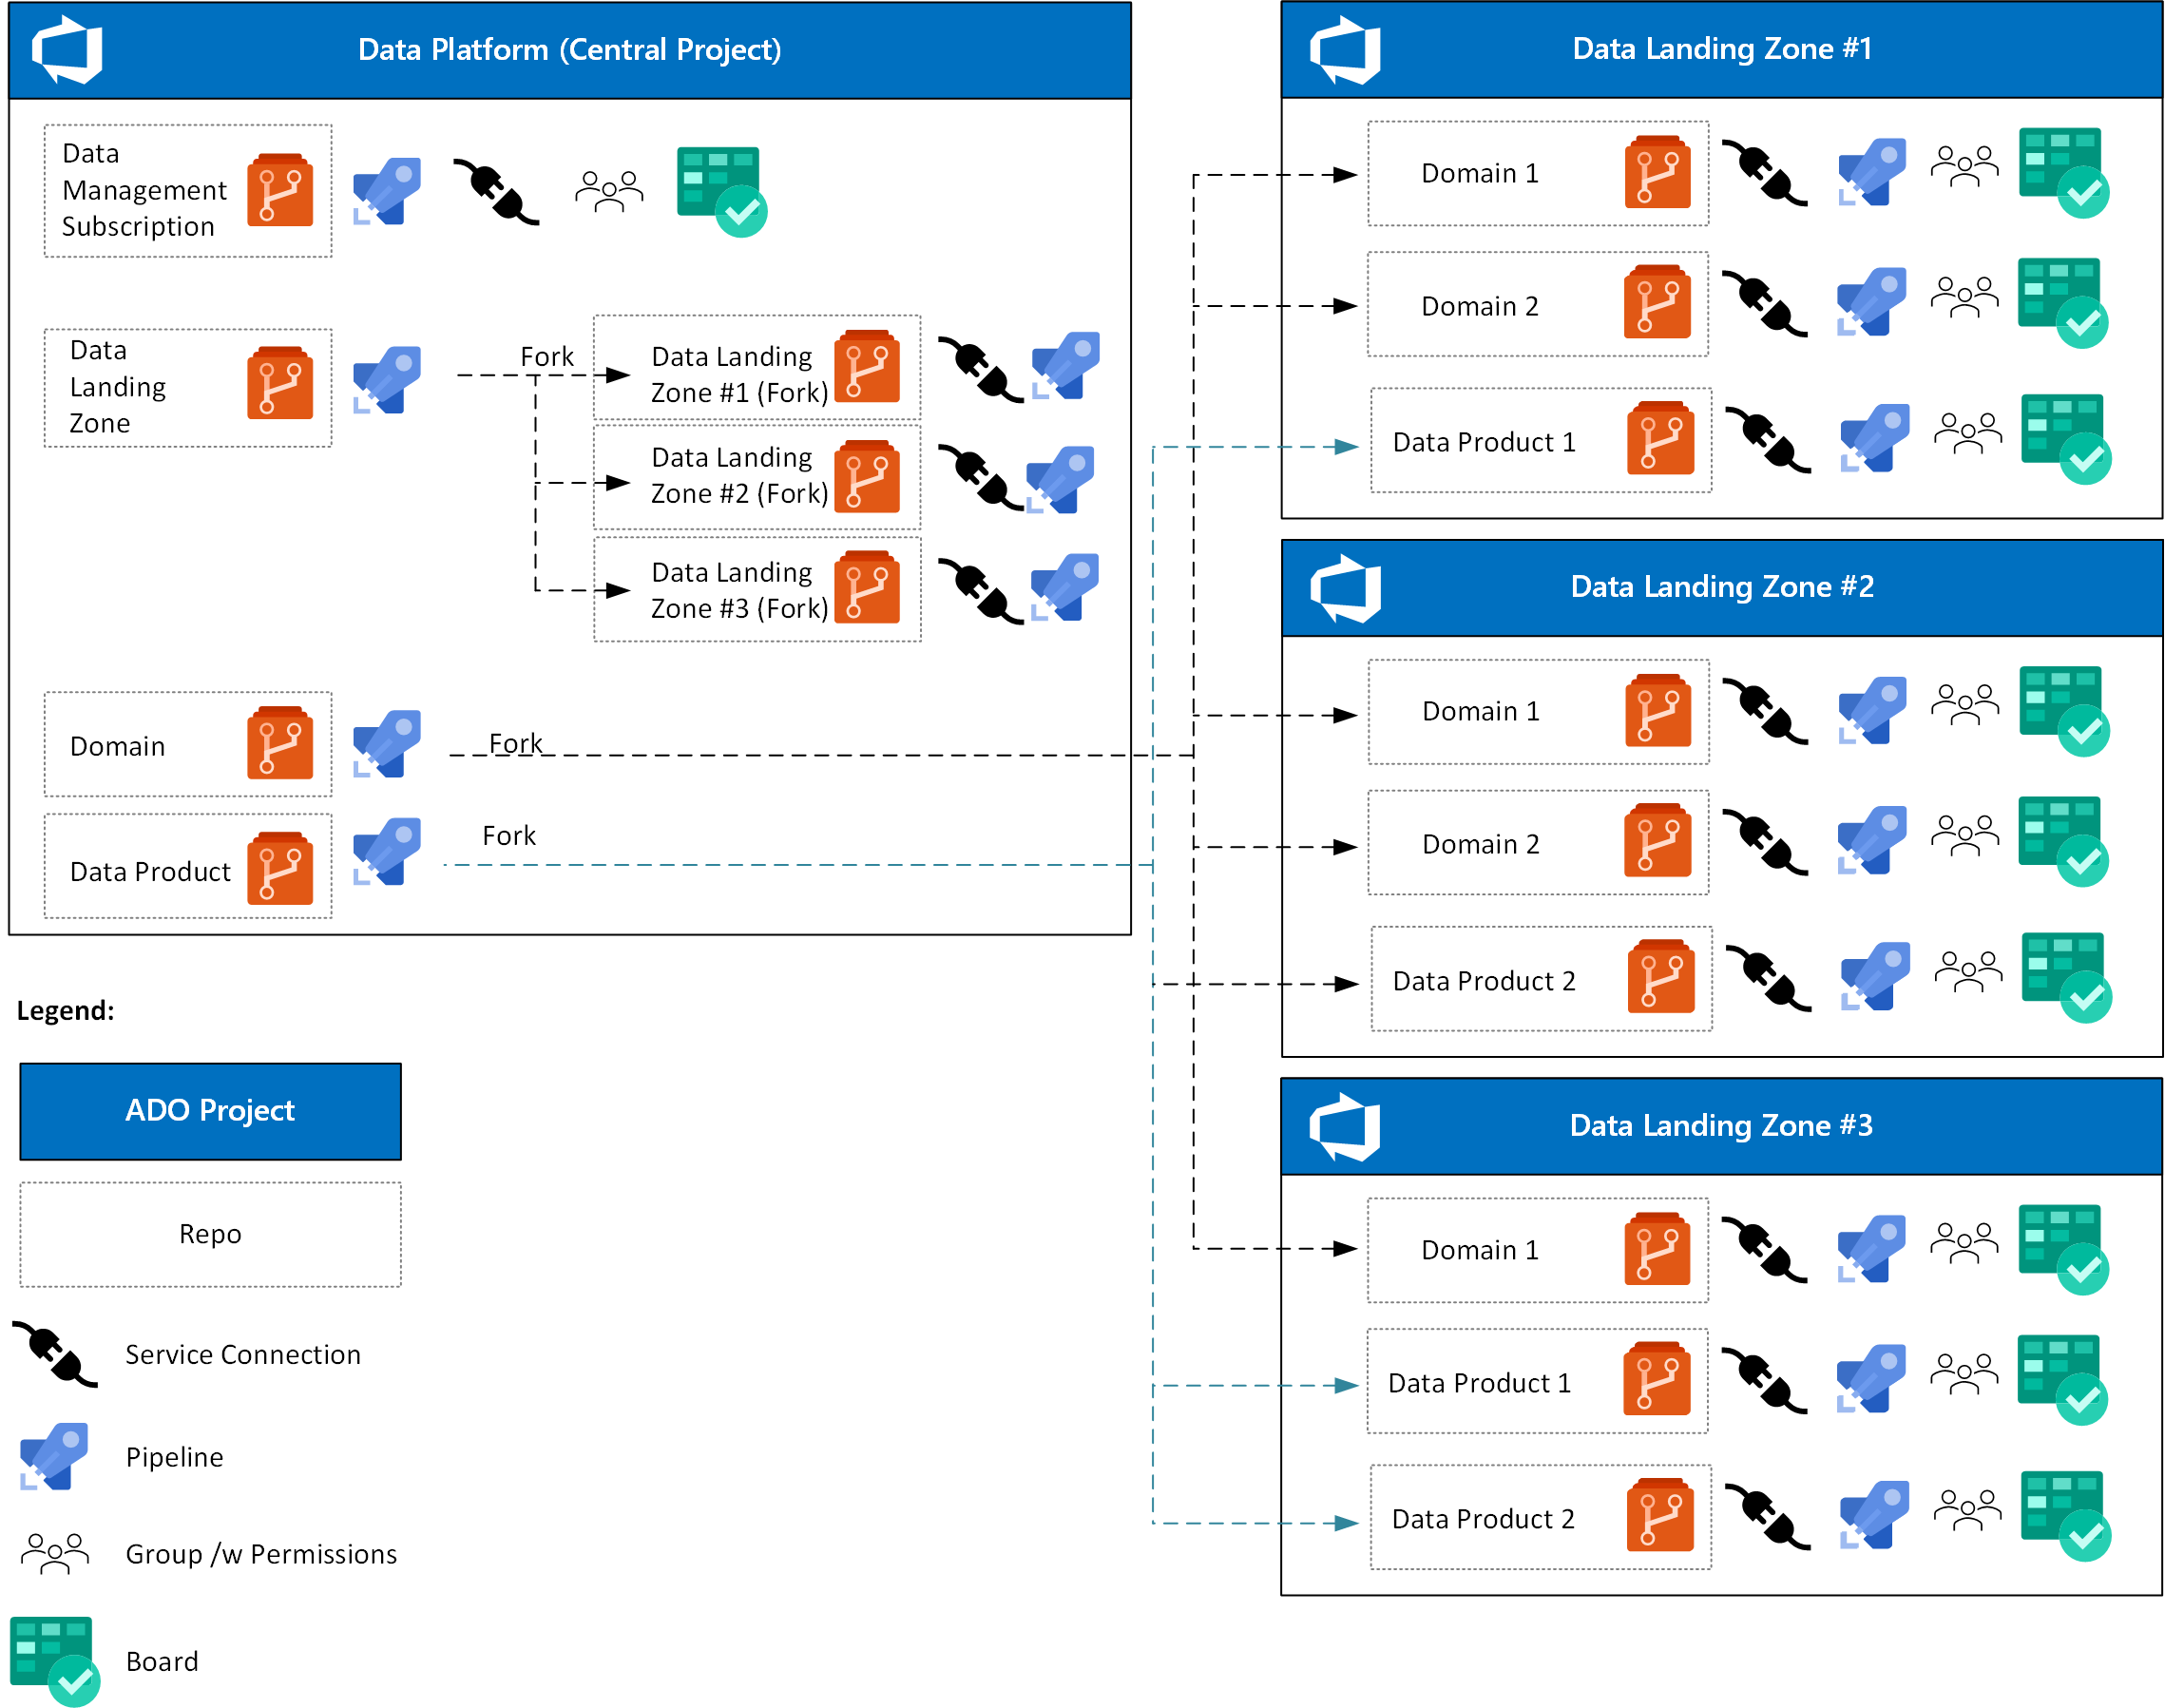 Data Platform (Central Project)
Data
Management
Subscription
Data
Landing
Zone
Fork
Data Landing
Zone #1 (Fork)
Data Landing
Zone #2 (Fork)
Data Landing
Zone #3 (Fork)
Domain
Fork
Data Product
Fork
Data Landing Zone #1
Domain 1
Domain 2
Data Product 1
Data Landing Zone #2
Domain 1
Domain 2
Data Product 2
Data Landing Zone #3
Domain 1
Data Product 1
Data Product 2
Legend:
ADO Project
Repo
Service Connection
Pipeline
Group /w Permissions
Board